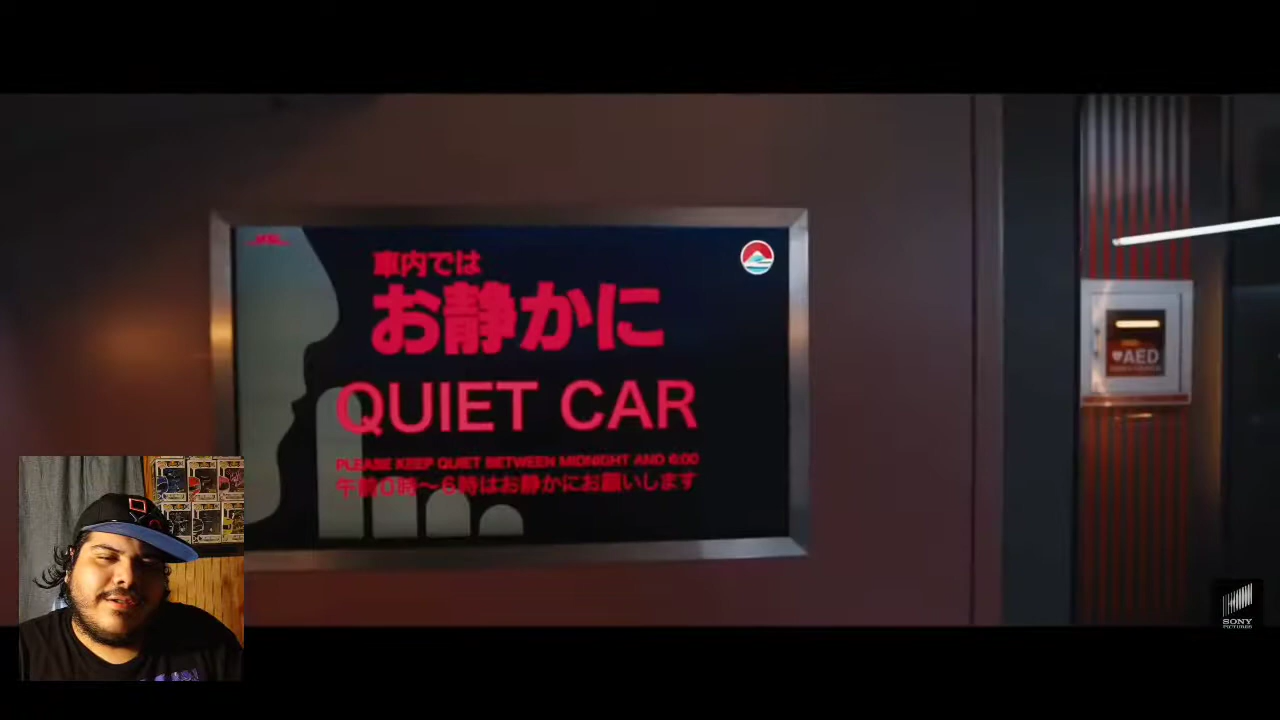 車内では
お静かに
QUIET CAR
PLEASE KEEP QUIET BETWEEN MIDNIGHT AND 6:00
午前0時～6時はお静かにお願いします
AED
SONY
PICTURES